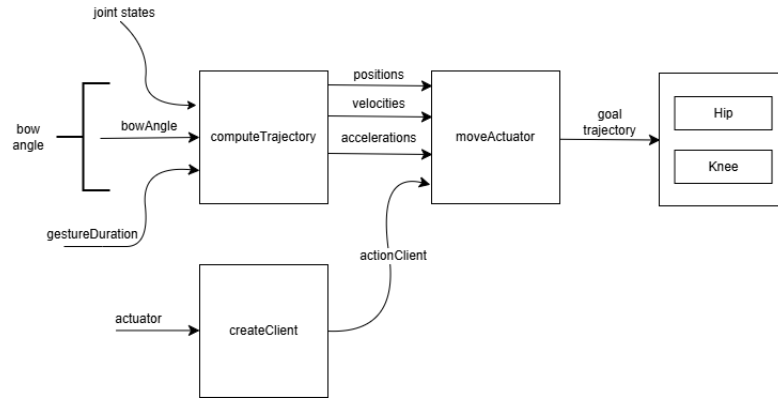 joint states
bow
angle
bowAngle
gestureDuration
computeTrajectory
positions
velocities
accelerations
moveActuator
goal
trajectory
Hip
Knee
actionClient
actuator
createClient